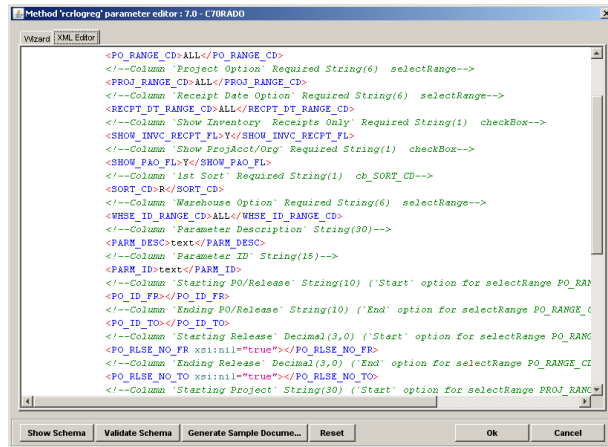 Method 'rcrlogreg' parameter editor : 7.0 - C70RADO
Wizard XML Editor
<PO_RANGE_CD>ALL</PO_RANGE_CD>
<!--Column `Project Option` Required String(6)  selectRange-->
<PROJ_RANGE_CD>ALL</PROJ_RANGE_CD>
<!--Column `Receipt Date Option` Required String(6)  selectRange-->
<RECPT_DT_RANGE_CD>ALL</RECPT_DT_RANGE_CD>
<!--Column `Show Inventory  Receipts Only` Required String(1)  checkBox-->
<SHOW_INVC_RECPT_FL>Y</SHOW_INVC_RECPT_FL>
<!--Column `Show ProjAcct/Org` Required String(1)  checkBox-->
<SHOW_PAO_FL>Y</SHOW_PAO_FL>
<!--Column `1st Sort` Required String(1)  cb_SORT_CD-->
<SORT_CD>R</SORT_CD>
<!--Column `Warehouse Option` Required String(6)  selectRange-->
<WHSE_ID_RANGE_CD>ALL</WHSE_ID_RANGE_CD>
<!--Column `Parameter Description` String(30)-->
<PARM_DESC>text</PARM_DESC>
<!--Column `Parameter ID` String(15)-->
<PARM_ID>text</PARM_ID>
<!--Column `Starting PO/Release` String(10) (`Start` option for selectRange PO_RAN
<PO_ID_FR></PO_ID_FR>
<!--Column `Ending PO/Release` String(10) (`End` option for selectRange PO_RANGE_C
<PO_ID_TO></PO_ID_TO>
<!--Column `Starting Release` Decimal(3,0) (`Start` option for selectRange PO_RANG
<PO_RLSE_NO_FR xsi:nil="true"></PO_RLSE_NO_FR>
<!--Column `Ending Release` Decimal(3,0) (`End` option for selectRange PO_RANGE_CD
<PO_RLSE_NO_TO xsi:nil="true"></PO_RLSE_NO_TO>
<!--Column `Starting Project` String(30) (`Start` option for selectRange PROJ_RANG
Show Schema Validate Schema Generate Sample Docume... Reset Ok Cancel